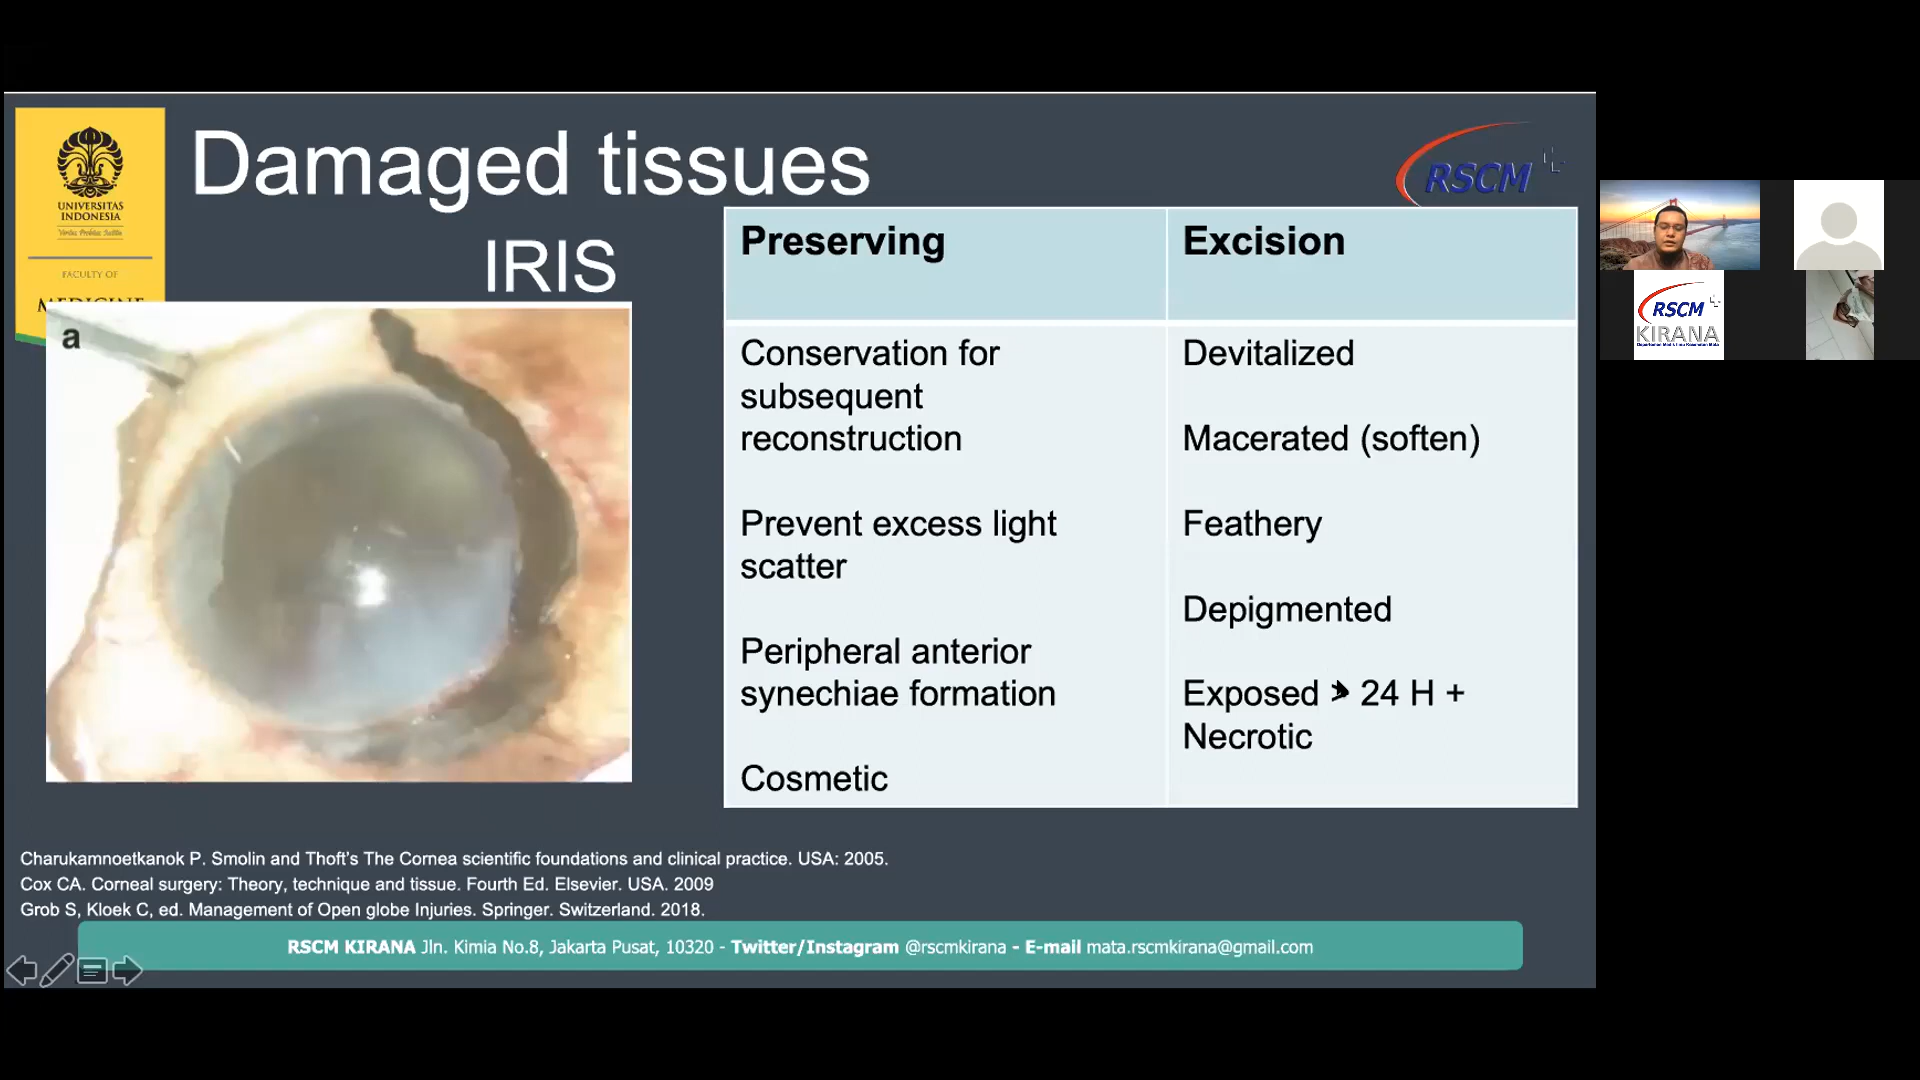 Damaged tissues
IRIS
UNIVERSITAS
INDONESIA
FACULTY OF
MEDICINE
RSCM
a
Preserving
Excision
Conservation for
subsequent
reconstruction
Prevent excess light
scatter
Peripheral anterior
synechiae formation
Cosmetic
Devitalized
Macerated (soften)
Feathery
Depigmented
Exposed > 24 H +
Necrotic
Charukamnoetkanok P. Smolin and Thoft's The Cornea scientific foundations and clinical practice. USA: 2005.
Cox CA. Corneal surgery: Theory, technique and tissue. Fourth Ed. Elsevier. USA. 2009
Grob S, Kloek C, ed. Management of Open globe Injuries. Springer. Switzerland. 2018.
RSCM KIRANA Jln. Kimia No.8, Jakarta Pusat, 10320 - Twitter/Instagram @rscmkirana - E-mail mata.rscmkirana@gmail.com
RSCM
KIRANA